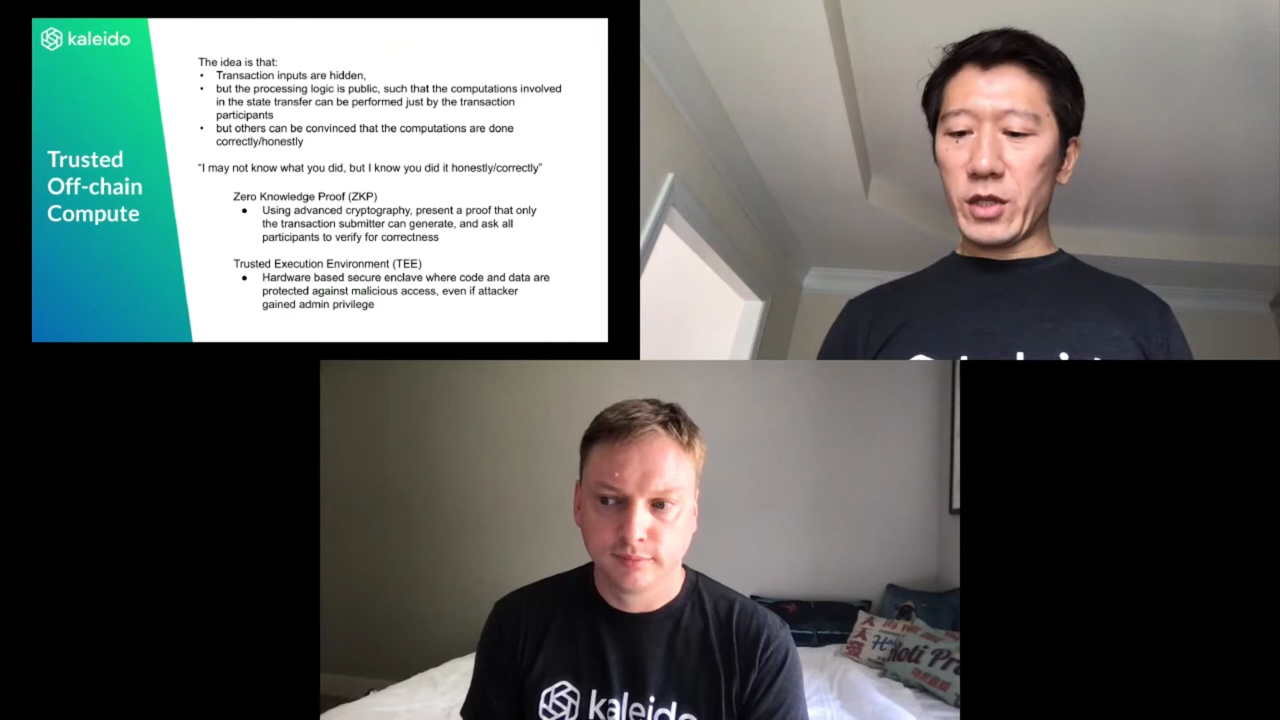 kaleido
Trusted
Off-chain
Compute
The idea is that:
• Transaction inputs are hidden,
• but the processing logic is public, such that the computations involved
in the state transfer can be performed just by the transaction
participants
• but others can be convinced that the computations are done
correctly/honestly
“I may not know what you did, but I know you did it honestly/correctly”
Zero Knowledge Proof (ZKP)
● Using advanced cryptography, present a proof that only
the transaction submitter can generate, and ask all
participants to verify for correctness
Trusted Execution Environment (TEE)
● Hardware based secure enclave where code and data are
protected against malicious access, even if attacker
gained admin privilege
kaleido